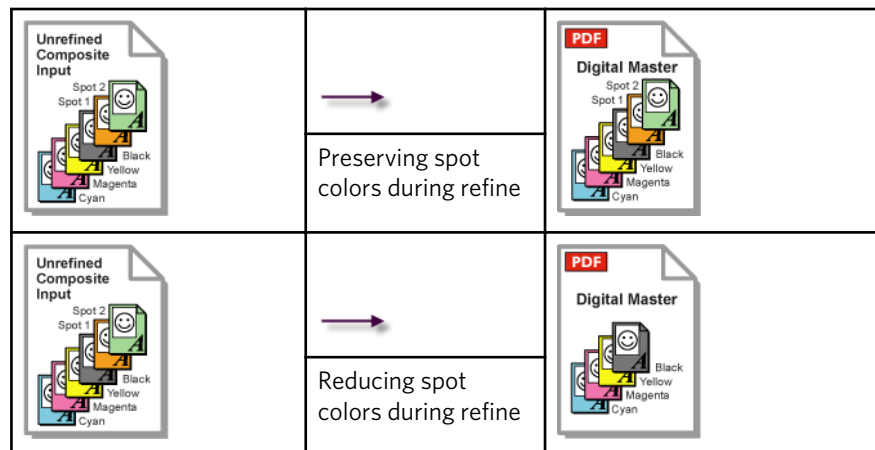 Unrefined
Composite
Input
Spot 2
Spot 1
A
A
A
A
A
A
Black
Yellow
Magenta
Cyan
Preserving spot
colors during refine
PDF
Digital Master
Spot 2
Spot 1
A
A
A
A
A
A
Black
Yellow
Magenta
Cyan
Unrefined
Composite
Input
Spot 2
Spot 1
A
A
A
A
A
A
Black
Yellow
Magenta
Cyan
Reducing spot
colors during refine
PDF
Digital Master
A
A
A
A
Black
Yellow
Magenta
Cyan